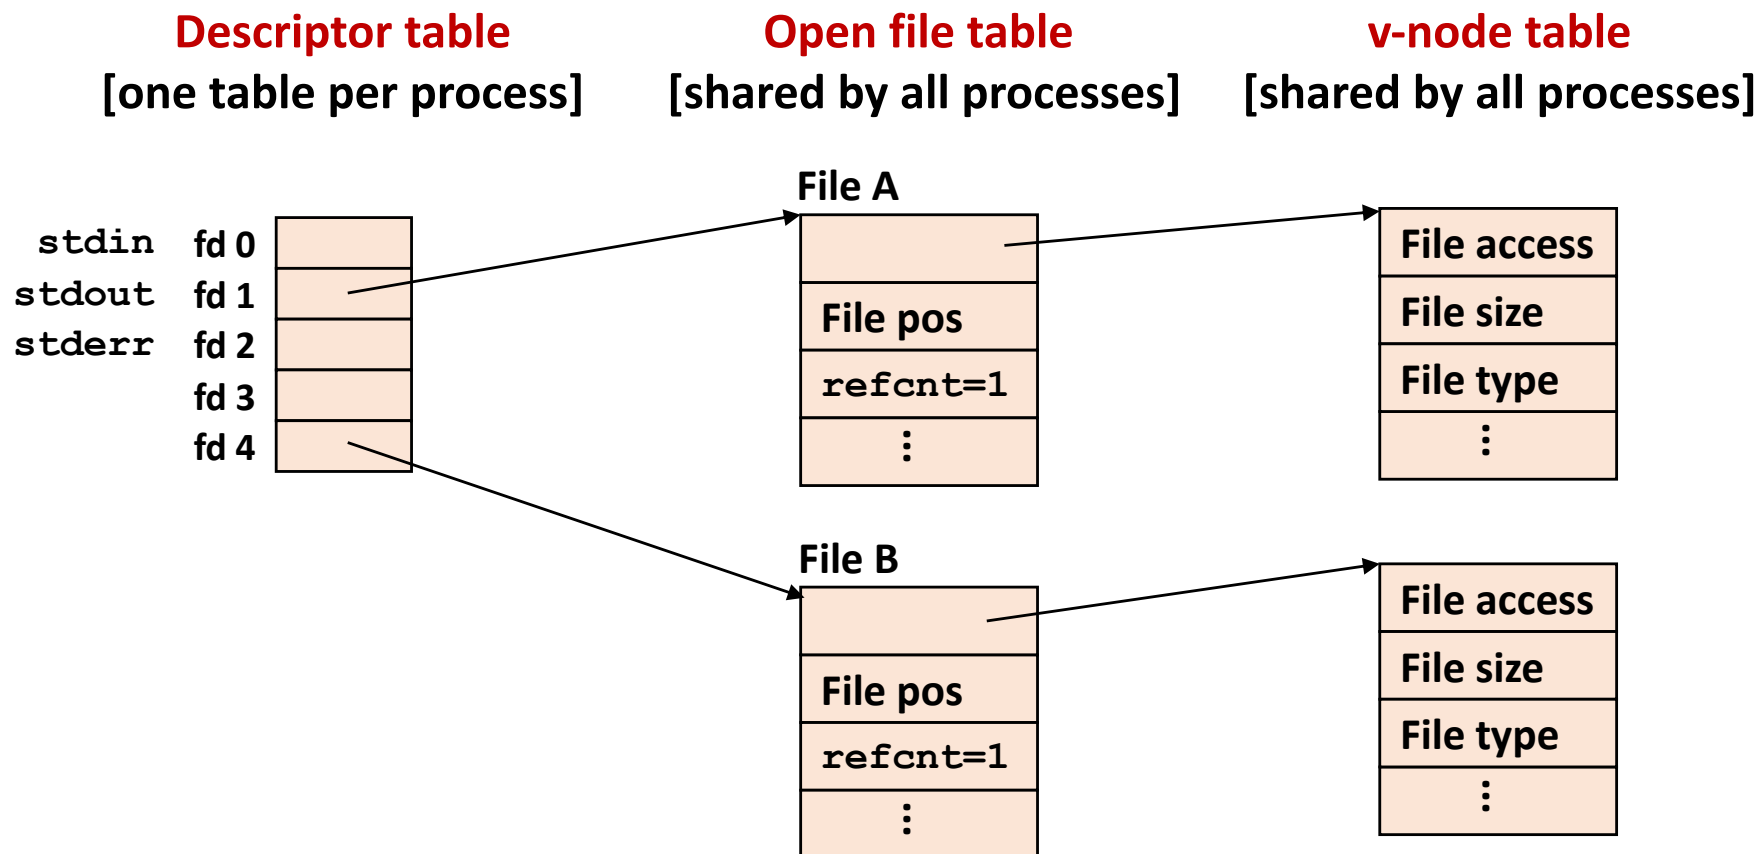 Descriptor table
[one table per process]
Open file table
[shared by all processes]
v-node table
[shared by all processes]
stdin fd 0
stdout fd 1
stderr fd 2
fd 3
fd 4
File A
File pos
refcnt=1
⋮
File access
File size
File type
⋮
File B
File pos
refcnt=1
⋮
File access
File size
File type
⋮